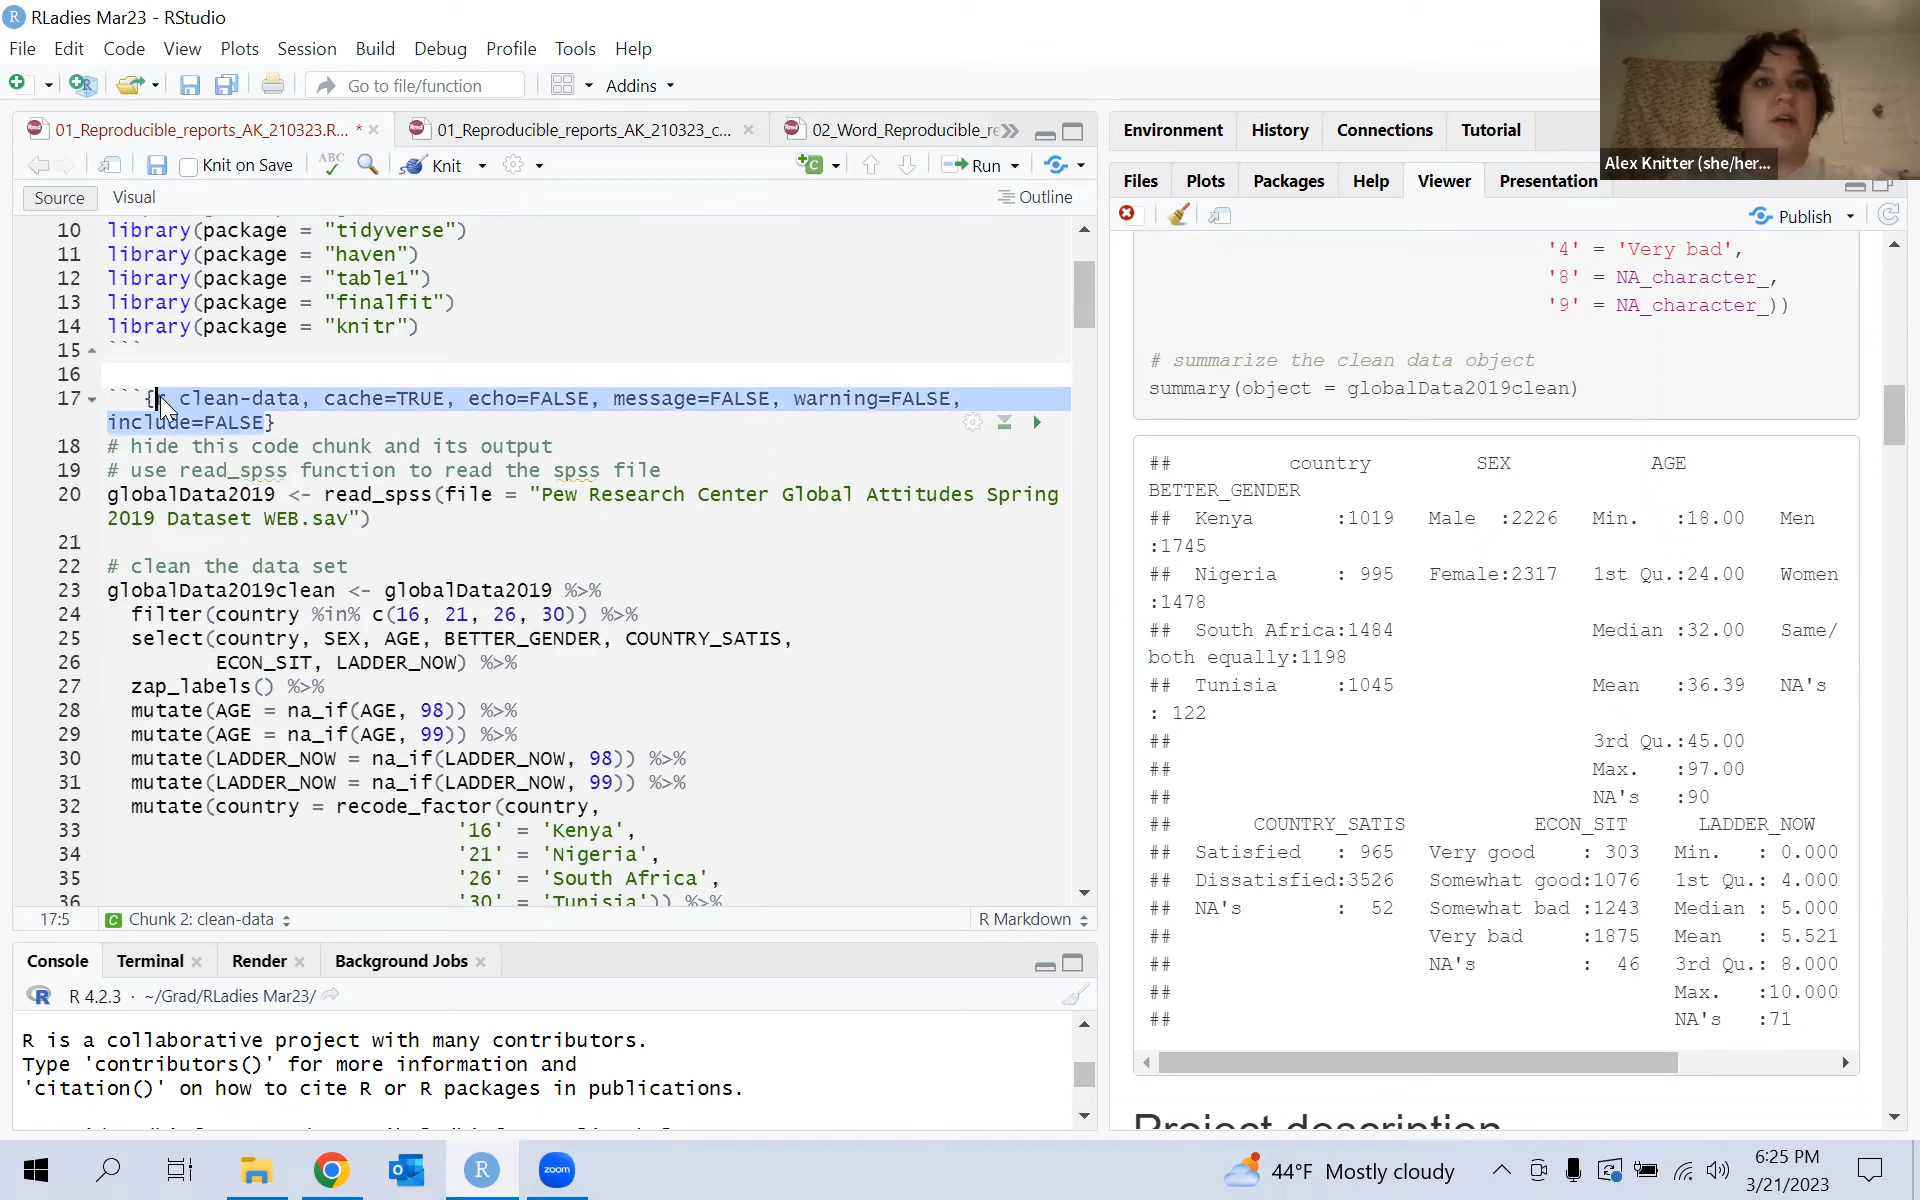 RLadies Mar23 - RStudio
File Edit Code View Plots Session Build Debug Profile Tools Help
Go to file/function Addins
01_Reproducible_reports_AK_210323.R... * 01_Reproducible_reports_AK_210323_c... 02_Word_Reproducible_re
Knit on Save ABC Knit Run
Source Visual Outline
10 library(package = "tidyverse")
11 library(package = "haven")
12 library(package = "table1")
13 library(package = "finalfit")
14 library(package = "knitr")
15 ```
16
17 ```{r clean-data, cache=TRUE, echo=FALSE, message=FALSE, warning=FALSE,
include=FALSE}
18 # hide this code chunk and its output
19 # use read_spss function to read the spss file
20 globalData2019 <- read_spss(file = "Pew Research Center Global Attitudes Spring
2019 Dataset WEB.sav")
21
22 # clean the data set
23 globalData2019clean <- globalData2019 %>%
24 filter(country %in% c(16, 21, 26, 30)) %>%
25 select(country, SEX, AGE, BETTER_GENDER, COUNTRY_SATIS,
26 ECON_SIT, LADDER_NOW) %>%
27 zap_labels() %>%
28 mutate(AGE = na_if(AGE, 98)) %>%
29 mutate(AGE = na_if(AGE, 99)) %>%
30 mutate(LADDER_NOW = na_if(LADDER_NOW, 98)) %>%
31 mutate(LADDER_NOW = na_if(LADDER_NOW, 99)) %>%
32 mutate(country = recode_factor(country,
33 '16' = 'Kenya',
34 '21' = 'Nigeria',
35 '26' = 'South Africa',
36 '30' = 'Tunisia')) %>%
17:5 Chunk 2: clean-data R Markdown
Console Terminal Render Background Jobs
R 4.2.3 · ~/Grad/RLadies Mar23/
R is a collaborative project with many contributors.
Type 'contributors()' for more information and
'citation()' on how to cite R or R packages in publications.
Environment History Connections Tutorial
Alex Knitter (she/her...
Files Plots Packages Help Viewer Presentation
Publish
'4' = 'Very bad',
'8' = NA_character_,
'9' = NA_character_))
# summarize the clean data object
summary(object = globalData2019clean)
## country SEX AGE
BETTER_GENDER
## Kenya :1019 Male :2226 Min. :18.00 Men
:1745
## Nigeria : 995 Female:2317 1st Qu.:24.00 Women
:1478
## South Africa:1484 Median :32.00 Same/
both equally:1198
## Tunisia :1045 Mean :36.39 NA's
: 122
## 3rd Qu.:45.00
## Max. :97.00
## NA's :90
## COUNTRY_SATIS ECON_SIT LADDER_NOW
## Satisfied : 965 Very good : 303 Min. : 0.000
## Dissatisfied:3526 Somewhat good:1076 1st Qu.: 4.000
## NA's : 52 Somewhat bad :1243 Median : 5.000
## Very bad :1875 Mean : 5.521
## NA's : 46 3rd Qu.: 8.000
## Max. :10.000
## NA's :71
Project description
zoom
44°F Mostly cloudy
6:25 PM
3/21/2023